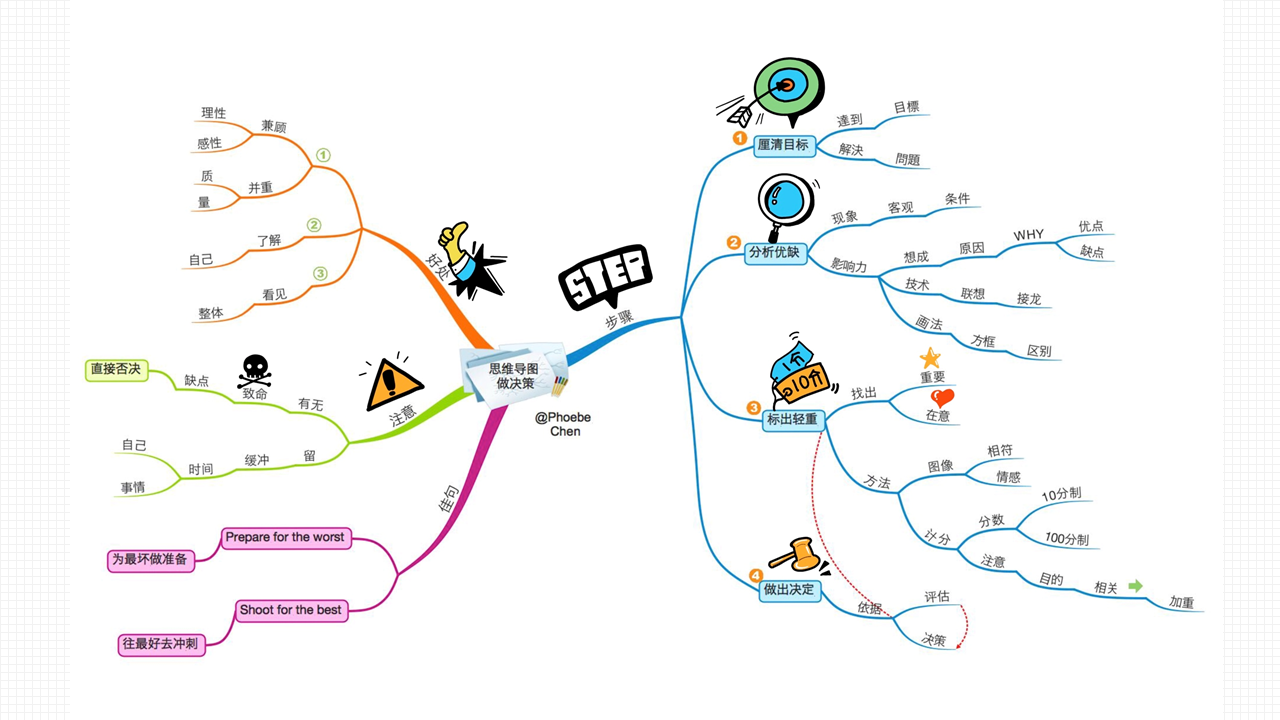 思维导图
做决策
@Phoebe
Chen
STEP
步骤
1
厘清目标
達到
目標
解決
問題
2
分析优缺
现象
客观
条件
影响力
想成
原因
WHY
优点
缺点
技术
联想
接龙
画法
方框
区别
1分
10分
3
标出轻重
找出
重要
在意
方法
图像
相符
情感
计分
分数
10分制
100分制
注意
目的
相关
加重
4
做出决定
依据
评估
决策
好处
①
兼顾
理性
感性
并重
质
量
②
了解
自己
③
看见
整体
注意
有无
致命
缺点
直接否决
留
缓冲
时间
自己
事情
佳句
Prepare for the worst
为最坏做准备
Shoot for the best
往最好去冲刺